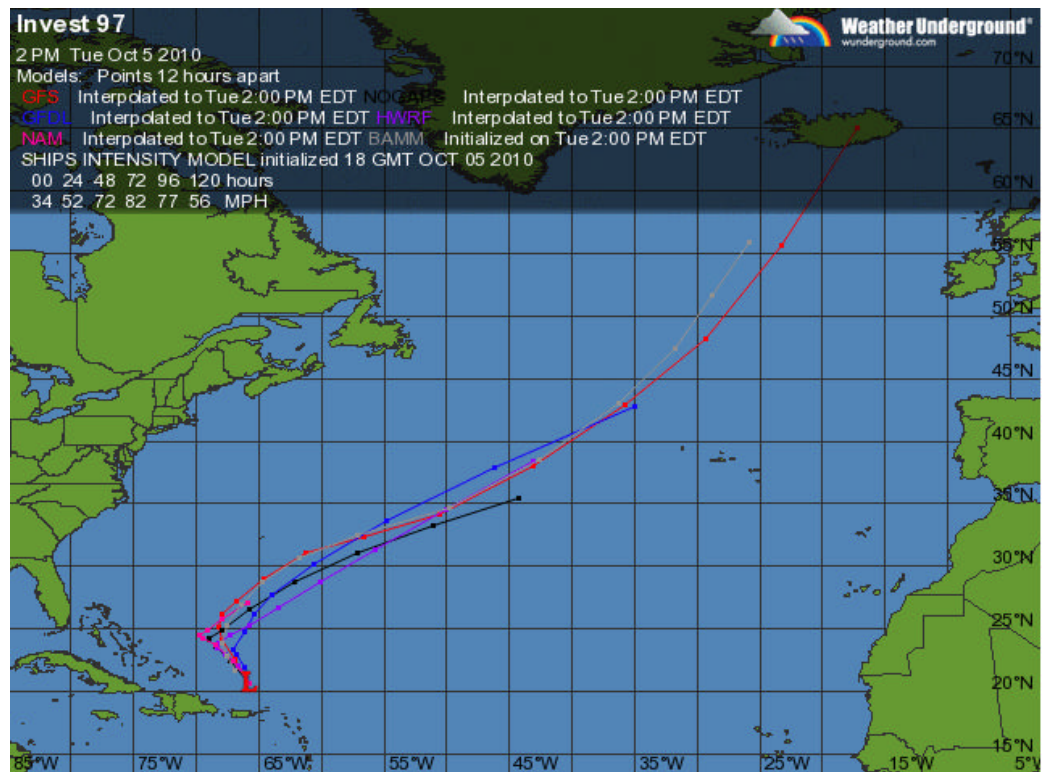 Invest 97
Weather Underground®
wunderground.com
2 PM Tue Oct 5 2010
Models: Points 12 hours apart
GFS Interpolated to Tue 2:00 PM EDT NOGAPS Interpolated to Tue 2:00 PM EDT
GFDL Interpolated to Tue 2:00 PM EDT HWRF Interpolated to Tue 2:00 PM EDT
NAM Interpolated to Tue 2:00 PM EDT BAMM Initialized on Tue 2:00 PM EDT
SHIPS INTENSITY MODEL initialized 18 GMT OCT 05 2010
00 24 48 72 96 120 hours
34 52 72 82 77 56 MPH
70°N
65°N
60°N
55°N
50°N
45°N
40°N
35°N
30°N
25°N
20°N
15°N
85°W 75°W 65°W 55°W 45°W 35°W 25°W 15°W 5°W